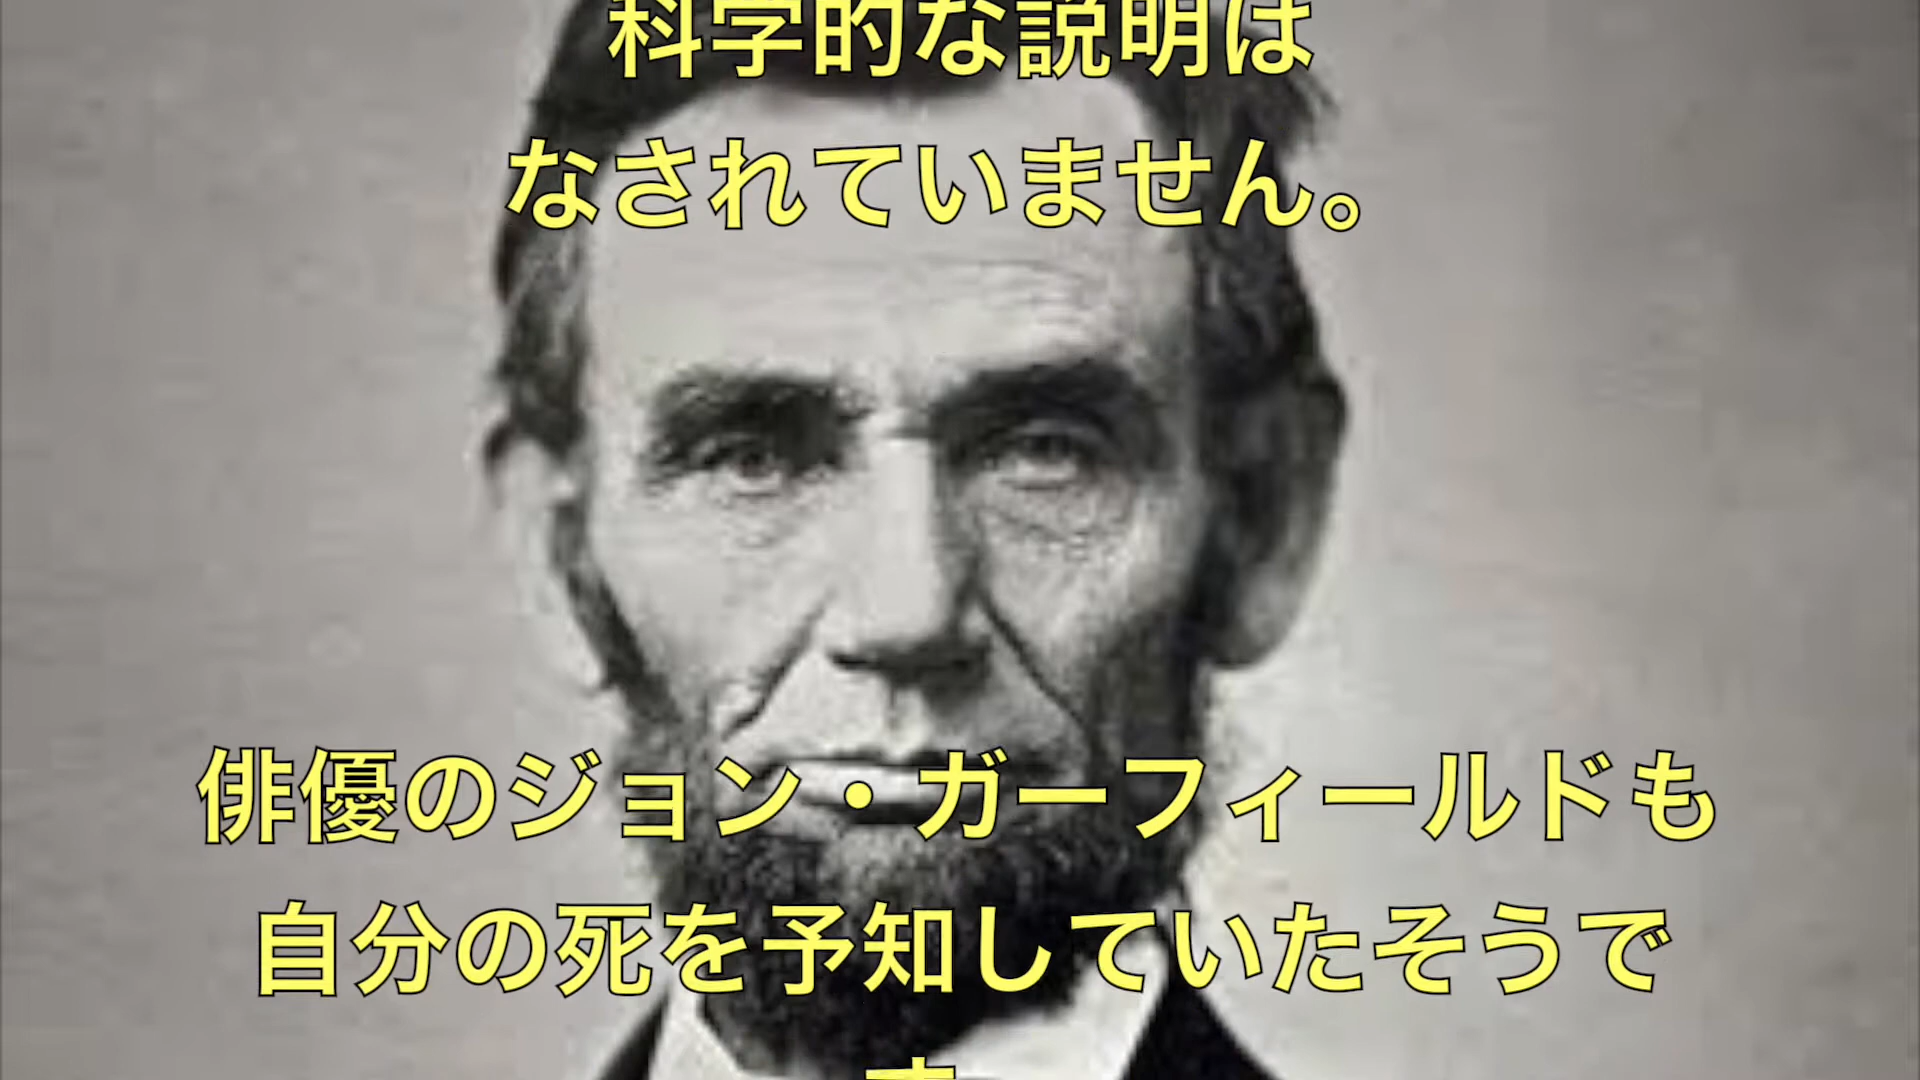 科学的な説明は
なされていません。
俳優のジョン・ガーフィールドも
自分の死を予知していたそうで
す